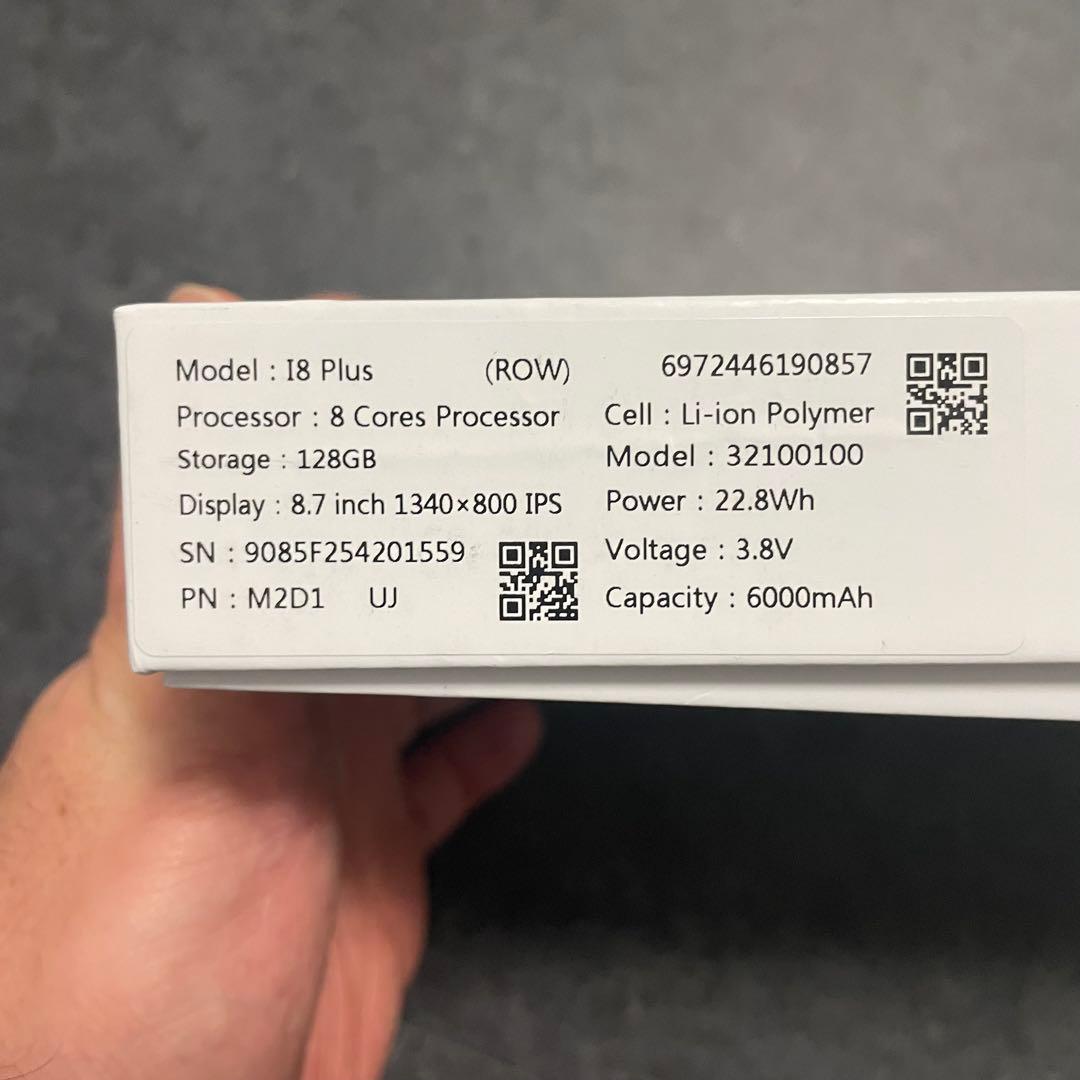 Model : I8 Plus (ROW)
Processor : 8 Cores Processor
Storage : 128GB
Display : 8.7 inch 1340×800 IPS
SN : 9085F254201559
PN : M2D1 UJ
6972446190857
Cell : Li-ion Polymer
Model : 32100100
Power : 22.8Wh
Voltage : 3.8V
Capacity : 6000mAh